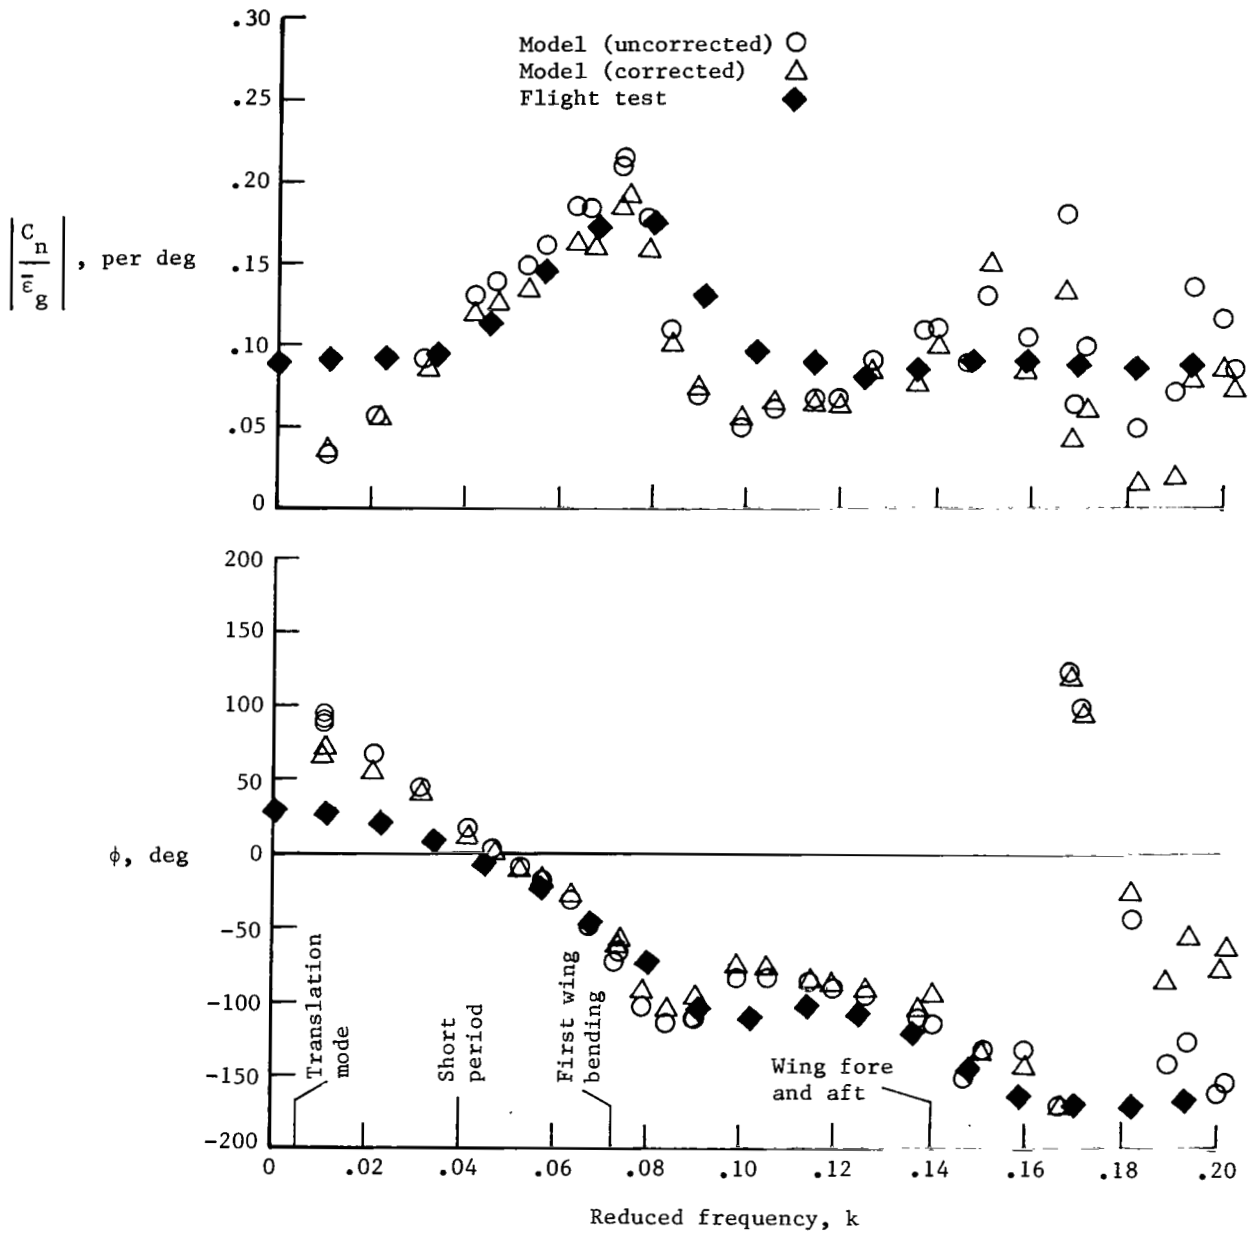 .30
Model (uncorrected)
Model (corrected)
Flight test
.25
.20
.15
.10
.05
0
|C_n / ε̄_g| , per deg
200
150
100
50
0
-50
-100
-150
-200
ϕ, deg
Translation
mode
Short
period
First wing
bending
Wing fore
and aft
0 .02 .04 .06 .08 .10 .12 .14 .16 .18 .20
Reduced frequency, k